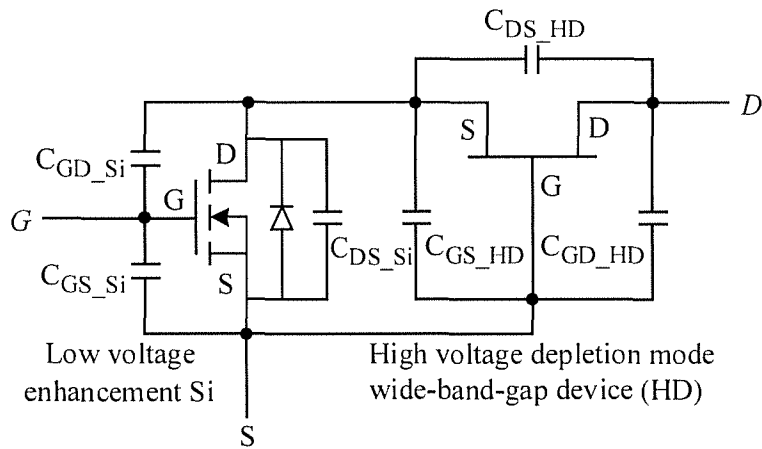 C_DS_HD
D
S
D
G
C_GD_Si
D
G
G
C_GS_Si
S
C_DS_Si
C_GS_HD
C_GD_HD
Low voltage
enhancement Si
High voltage depletion mode
wide-band-gap device (HD)
S